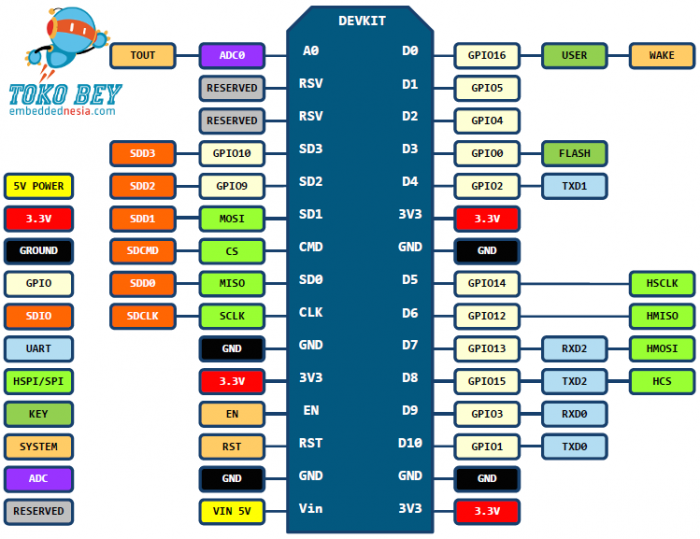 DEVKIT
TOUT ADC0 A0 D0 GPIO16 USER WAKE
RESERVED RSV D1 GPIO5
TOKO BEY
embeddednesia.com
RESERVED RSV D2 GPIO4
SDD3 GPIO10 SD3 D3 GPIO0 FLASH
5V POWER SDD2 GPIO9 SD2 D4 GPIO2 TXD1
3.3V SDD1 MOSI SD1 3V3 3.3V
GROUND SDCMD CS CMD GND GND
GPIO SDD0 MISO SD0 D5 GPIO14 HSCLK
SDIO SDCLK SCLK CLK D6 GPIO12 HMISO
UART GND GND D7 GPIO13 RXD2 HMOSI
HSPI/SPI 3.3V 3V3 D8 GPIO15 TXD2 HCS
KEY EN EN D9 GPIO3 RXD0
SYSTEM RST RST D10 GPIO1 TXD0
ADC GND GND GND GND
RESERVED VIN 5V Vin 3V3 3.3V